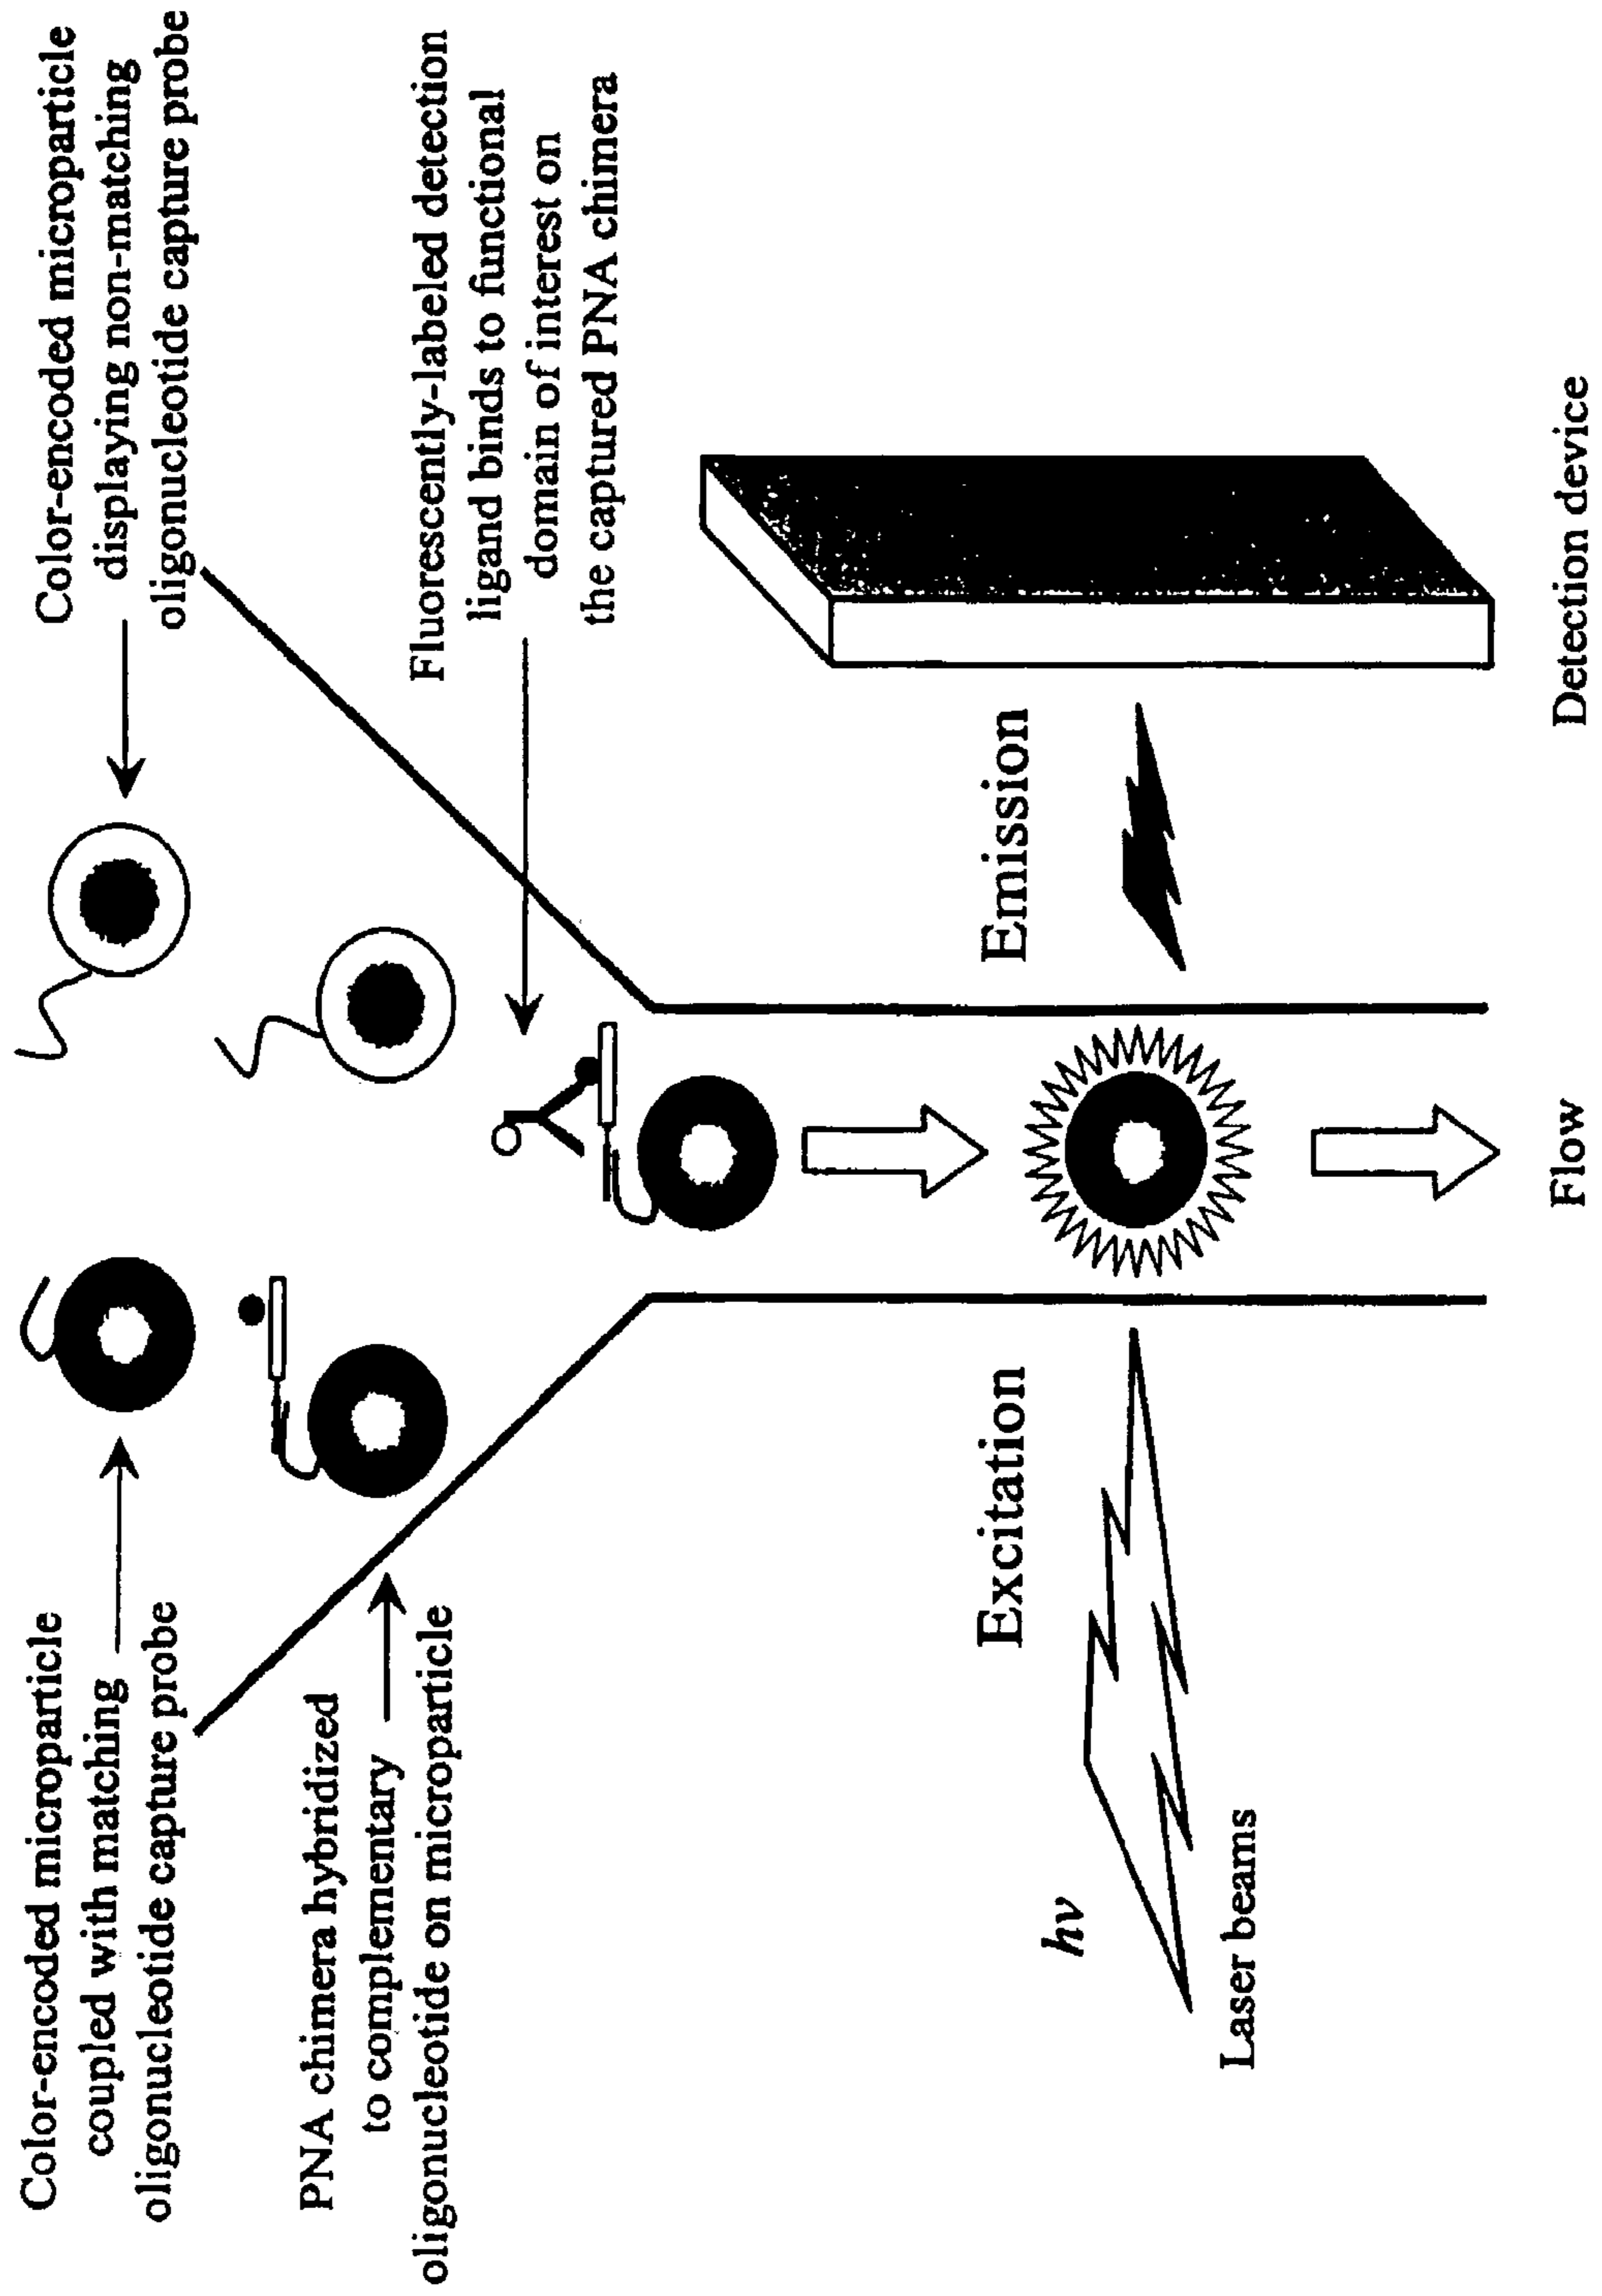 Color-encoded microparticle
coupled with matching
oligonucleotide capture probe
Color-encoded microparticle
displaying non-matching
oligonucleotide capture probe
PNA chimera hybridized
to complementary
oligonucleotide on microparticle
Fluorescently-labeled detection
ligand binds to functional
domain of interest on
the captured PNA chimera
Excitation
Emission
hν
Laser beams
Flow
Detection device